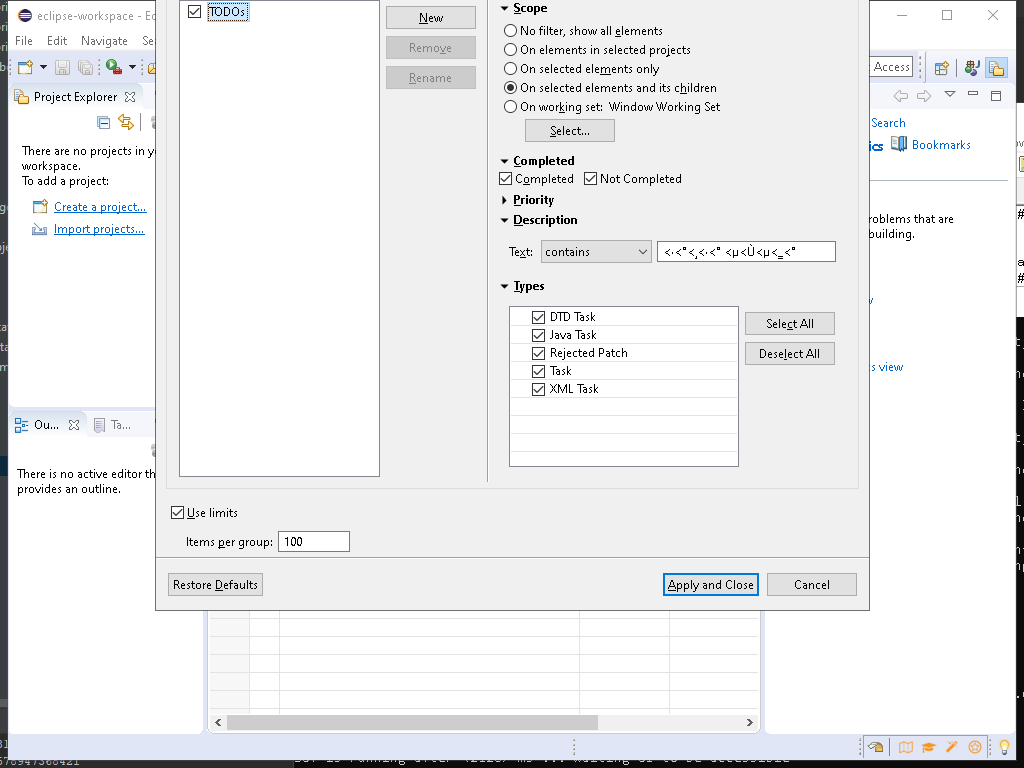 eclipse-workspace - Ec
File Edit Navigate Se
Access
Project Explorer
There are no projects in y
workspace.
To add a project:
Create a project...
Import projects...
Ou...
Ta...
There is no active editor th
provides an outline.
TODOs
New
Remove
Rename
Scope
No filter, show all elements
On elements in selected projects
On selected elements only
On selected elements and its children
On working set: Window Working Set
Select...
Completed
Completed
Not Completed
Priority
Description
Text:
contains
Types
DTD Task
Java Task
Rejected Patch
Task
XML Task
Select All
Deselect All
Use limits
Items per group:
100
Restore Defaults
Apply and Close
Cancel
Search
ics
Bookmarks
roblems that are
building.
s view